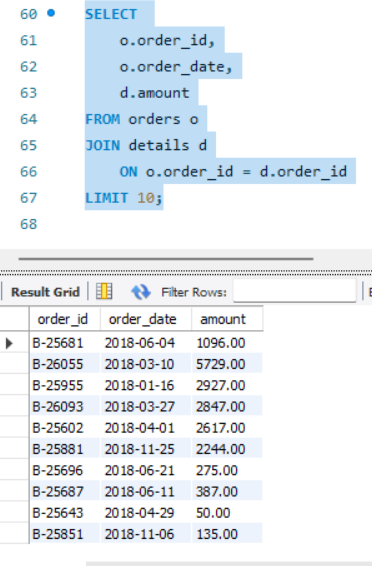 60 SELECT
61 o.order_id,
62 o.order_date,
63 d.amount
64 FROM orders o
65 JOIN details d
66 ON o.order_id = d.order_id
67 LIMIT 10;
68
Result Grid Filter Rows:
order_id order_date amount
B-25681 2018-06-04 1096.00
B-26055 2018-03-10 5729.00
B-25955 2018-01-16 2927.00
B-26093 2018-03-27 2847.00
B-25602 2018-04-01 2617.00
B-25881 2018-11-25 2244.00
B-25696 2018-06-21 275.00
B-25687 2018-06-11 387.00
B-25643 2018-04-29 50.00
B-25851 2018-11-06 135.00